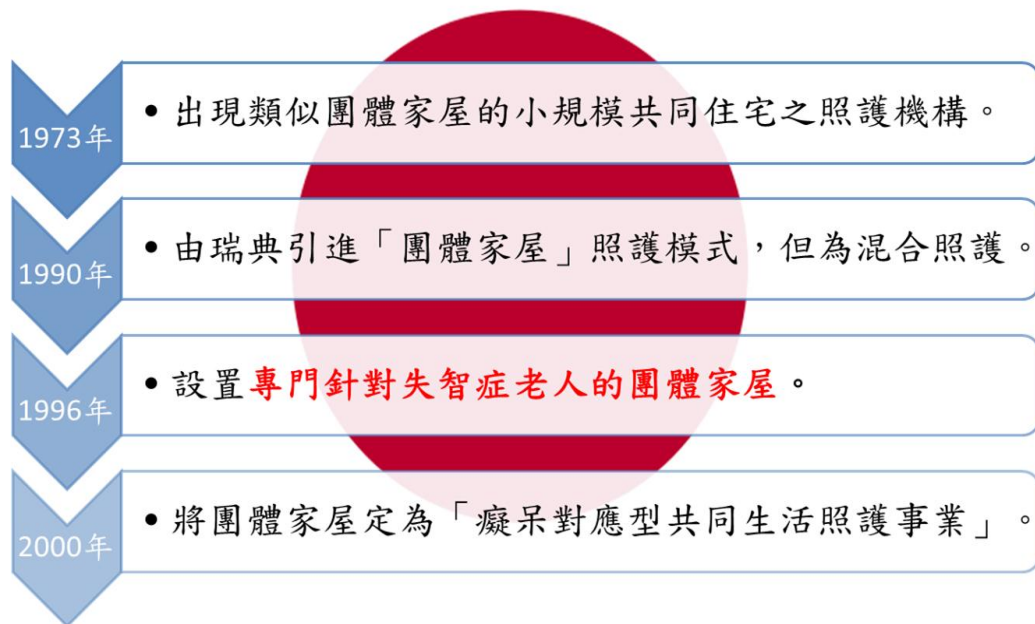 1973年
• 出現類似團體家屋的小規模共同住宅之照護機構。
1990年
• 由瑞典引進「團體家屋」照護模式，但為混合照護。
1996年
• 設置專門針對失智症老人的團體家屋。
2000年
• 將團體家屋定為「癡呆對應型共同生活照護事業」。